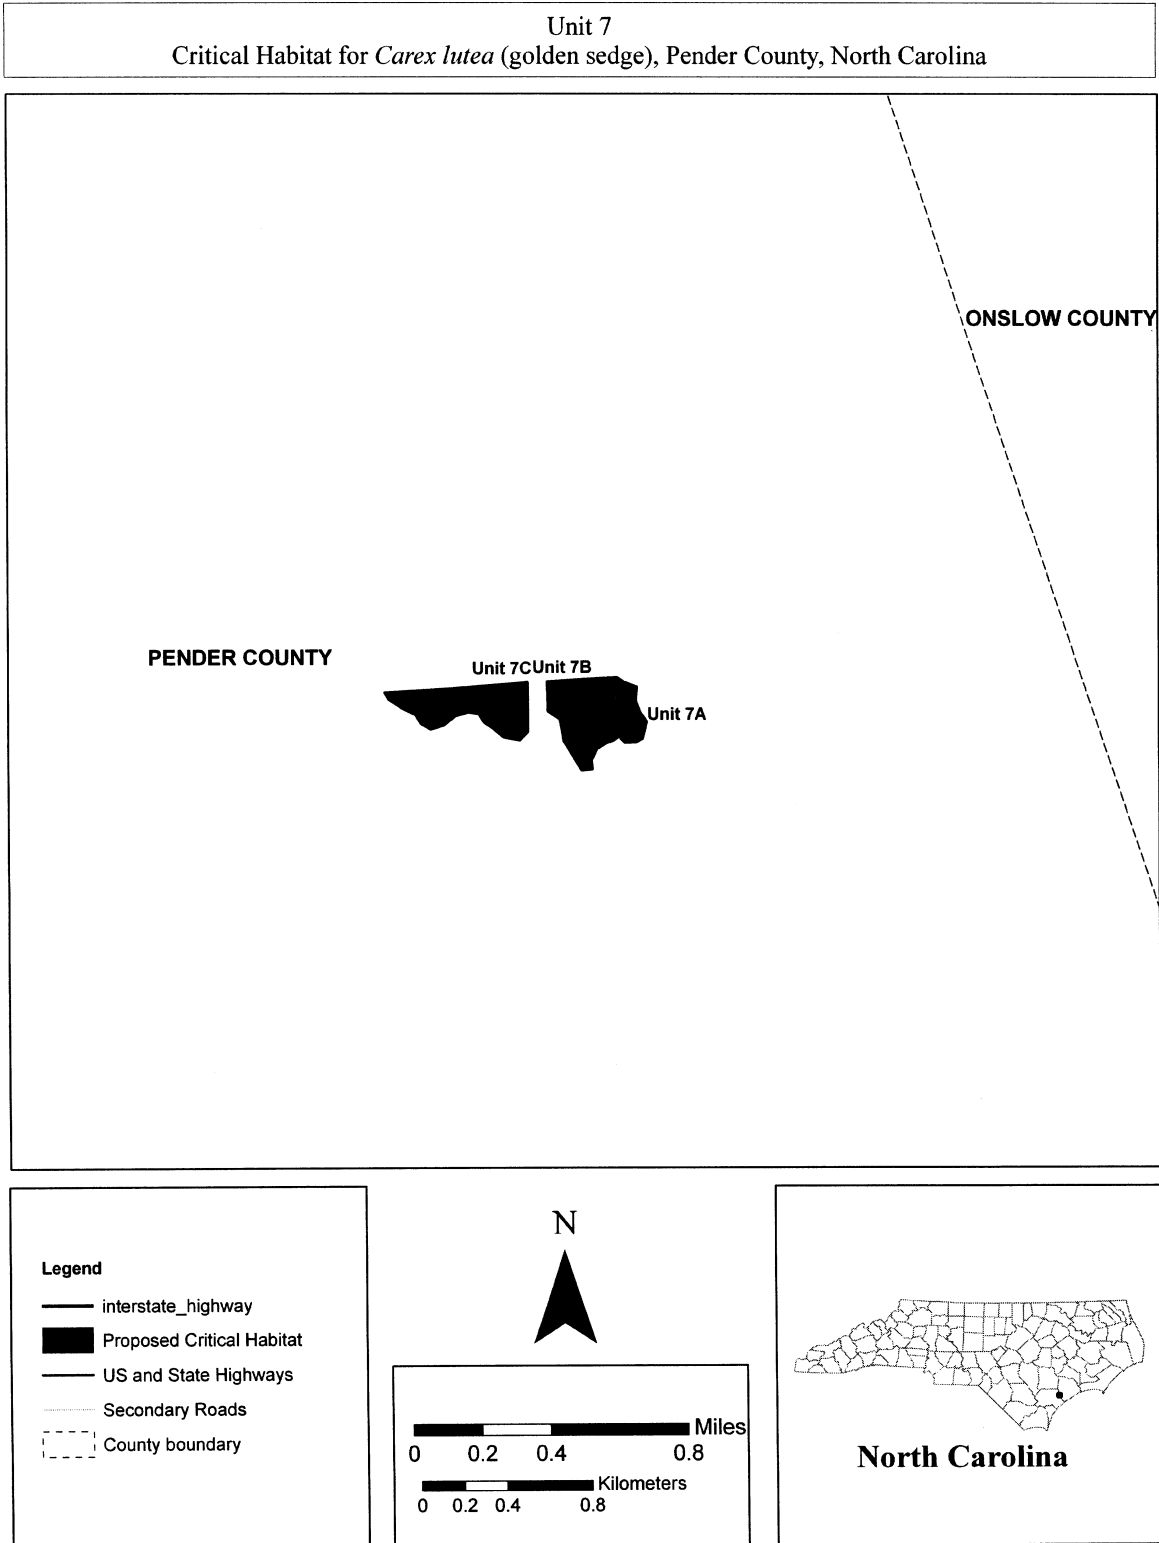 Unit 7
Critical Habitat for Carex lutea (golden sedge), Pender County, North Carolina
ONSLOW COUNTY
PENDER COUNTY
Unit 7C Unit 7B
Unit 7A
Legend
interstate_highway
Proposed Critical Habitat
US and State Highways
Secondary Roads
County boundary
N
Miles
0 0.2 0.4 0.8
Kilometers
0 0.2 0.4 0.8
North Carolina